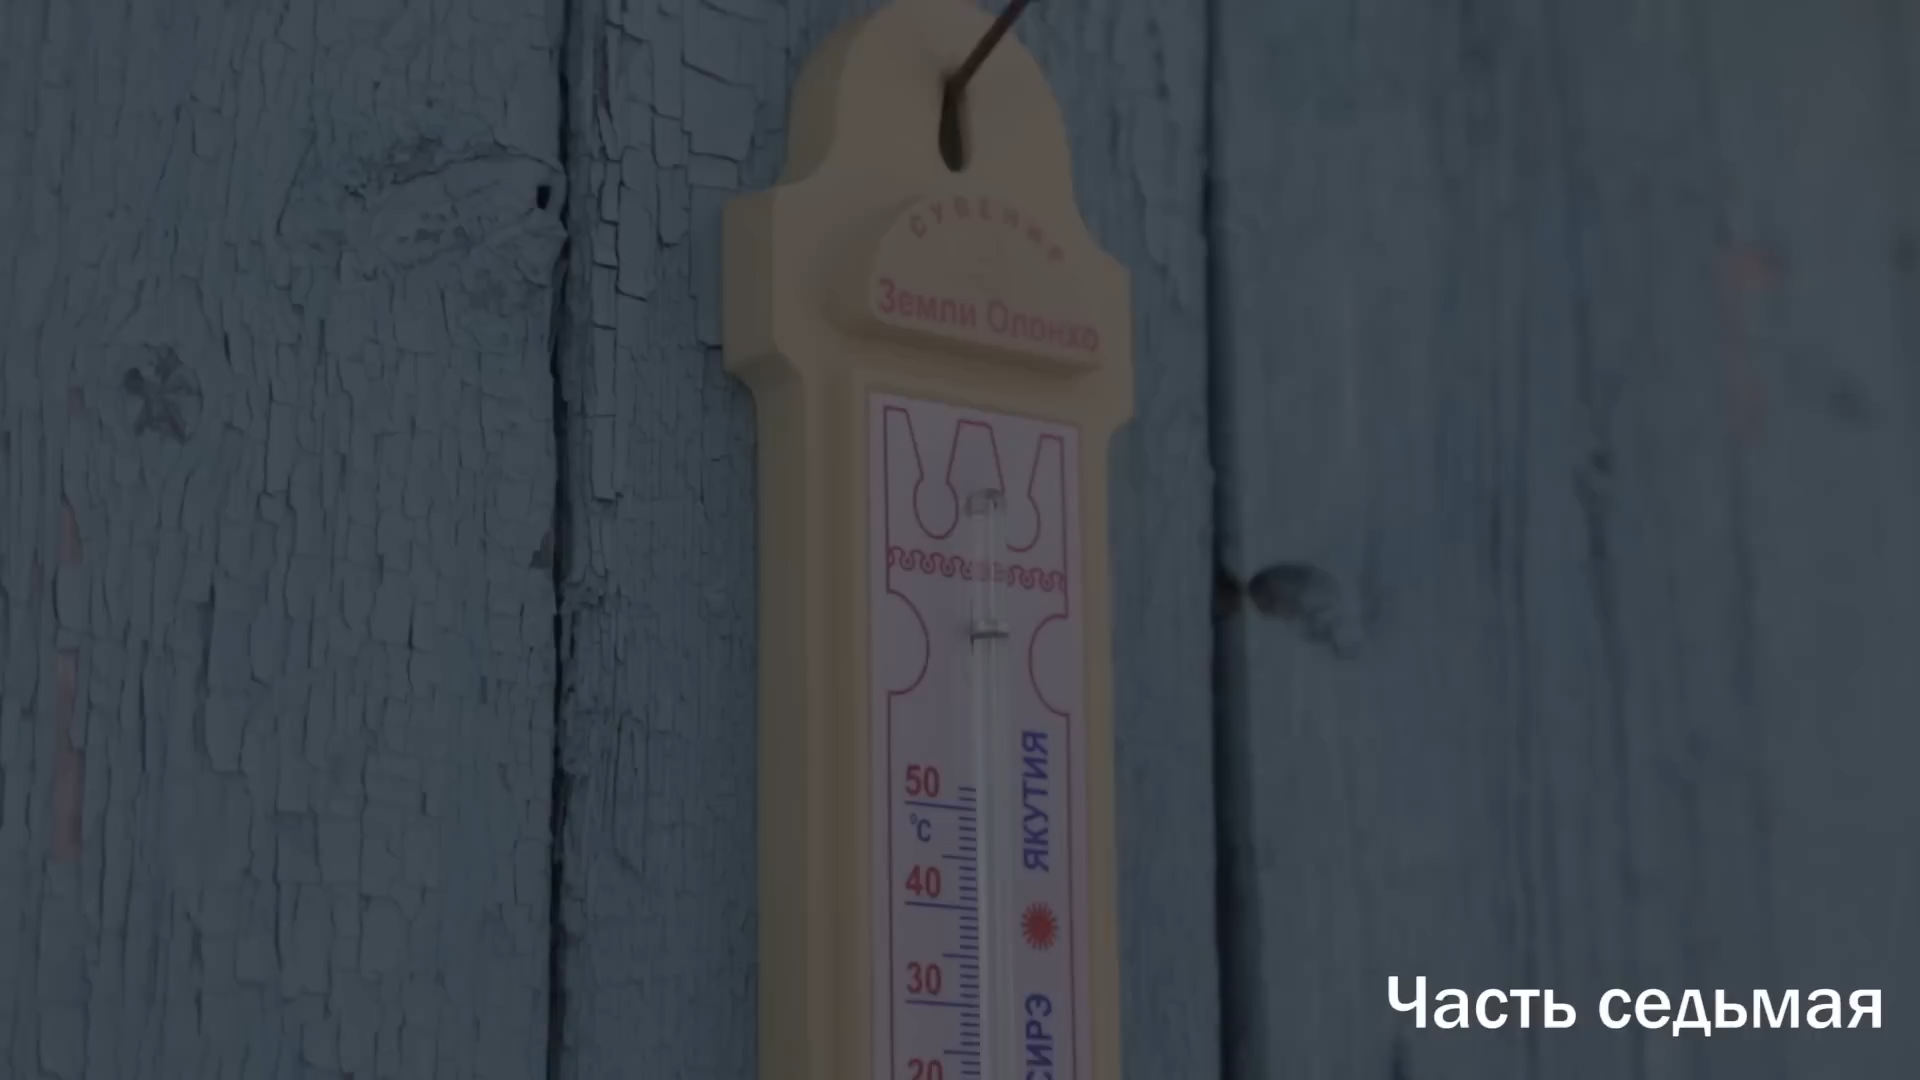 СУВЕНИР
Земли Олонхо
50
°C
40
30
20
ЯКУТИЯ
СИРЭ
Часть седьмая